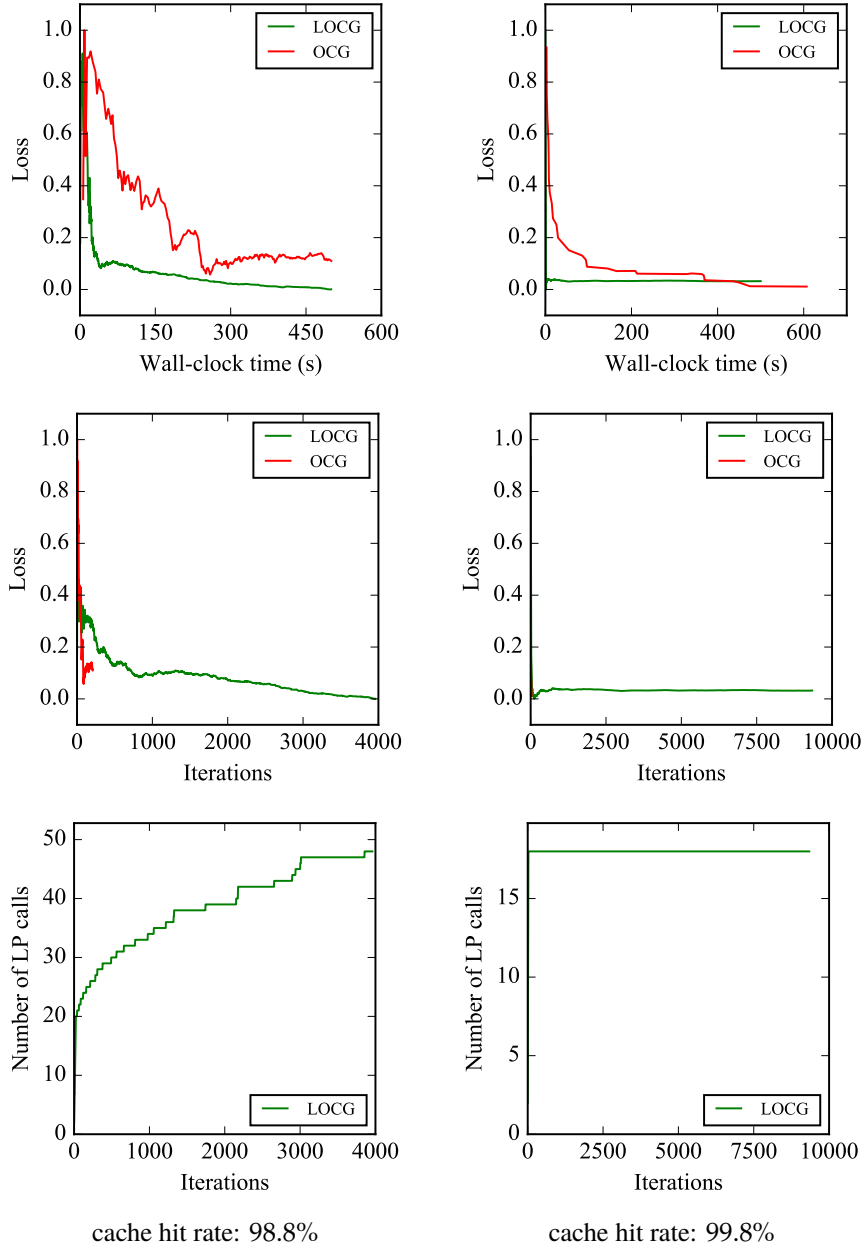 1.0
0.8
0.6
0.4
0.2
0.0
Loss
LOCG
OCG
0
150
300
450
600
Wall-clock time (s)
1.0
0.8
0.6
0.4
0.2
0.0
Loss
LOCG
OCG
0
200
400
600
Wall-clock time (s)
1.0
0.8
0.6
0.4
0.2
0.0
Loss
LOCG
OCG
0
1000
2000
3000
4000
Iterations
1.0
0.8
0.6
0.4
0.2
0.0
Loss
LOCG
OCG
0
2500
5000
7500
10000
Iterations
50
40
30
20
10
0
Number of LP calls
LOCG
0
1000
2000
3000
4000
Iterations
15
10
5
0
Number of LP calls
LOCG
0
2500
5000
7500
10000
Iterations
cache hit rate: 98.8%
cache hit rate: 99.8%